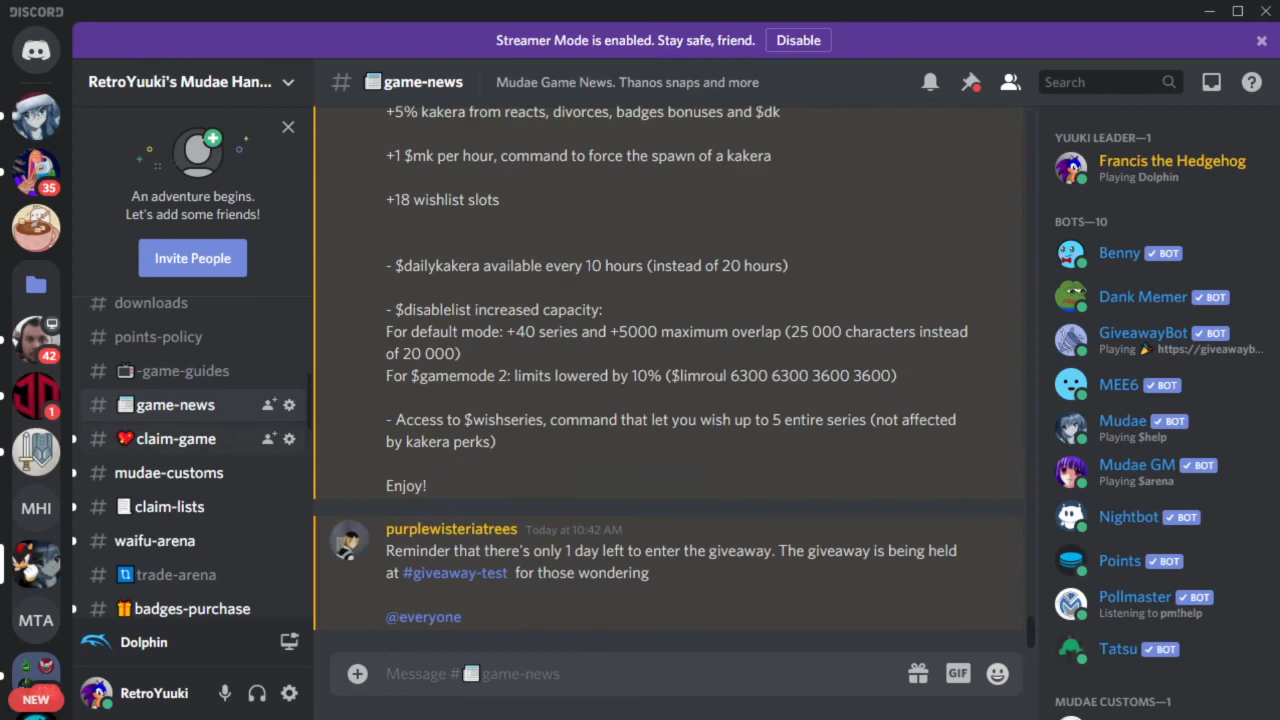 DISCORD
Streamer Mode is enabled. Stay safe, friend.
Disable
RetroYuuki's Mudae Han...
game-news
Mudae Game News. Thanos snaps and more
Search
An adventure begins.
Let's add some friends!
Invite People
downloads
points-policy
-game-guides
game-news
claim-game
mudae-customs
claim-lists
waifu-arena
trade-arena
badges-purchase
Dolphin
RetroYuuki
35
42
1
MHI
MTA
NEW
+5% kakera from reacts, divorces, badges bonuses and $dk
+1 $mk per hour, command to force the spawn of a kakera
+18 wishlist slots
- $dailykakera available every 10 hours (instead of 20 hours)
- $disablelist increased capacity:
For default mode: +40 series and +5000 maximum overlap (25 000 characters instead
of 20 000)
For $gamemode 2: limits lowered by 10% ($limroul 6300 6300 3600 3600)
- Access to $wishseries, command that let you wish up to 5 entire series (not affected
by kakera perks)
Enjoy!
purplewisteriatrees Today at 10:42 AM
Reminder that there's only 1 day left to enter the giveaway. The giveaway is being held
at #giveaway-test for those wondering
@everyone
Message # game-news
GIF
YUUKI LEADER—1
Francis the Hedgehog
Playing Dolphin
BOTS—10
Benny ✓ BOT
Dank Memer ✓ BOT
GiveawayBot ✓ BOT
Playing 🎉 https://giveawayb...
MEE6 ✓ BOT
Mudae ✓ BOT
Playing $help
Mudae GM ✓ BOT
Playing $arena
Nightbot ✓ BOT
Points ✓ BOT
Pollmaster ✓ BOT
Listening to pm!help
Tatsu ✓ BOT
MUDAE CUSTOMS—1